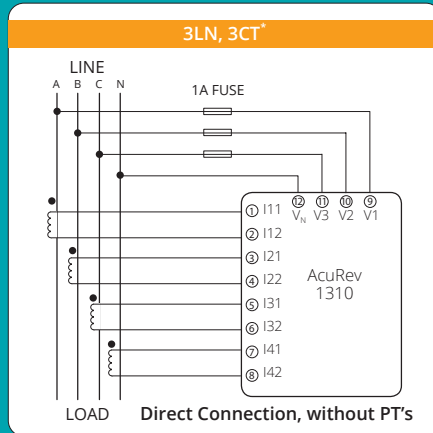 3LN, 3CT*
LINE
A B C N
1A FUSE
⑫ ⑪ ⑩ ⑨
VN V3 V2 V1
① I11
② I12
③ I21
④ I22
⑤ I31
⑥ I32
⑦ I41
⑧ I42
AcuRev
1310
LOAD
Direct Connection, without PT's